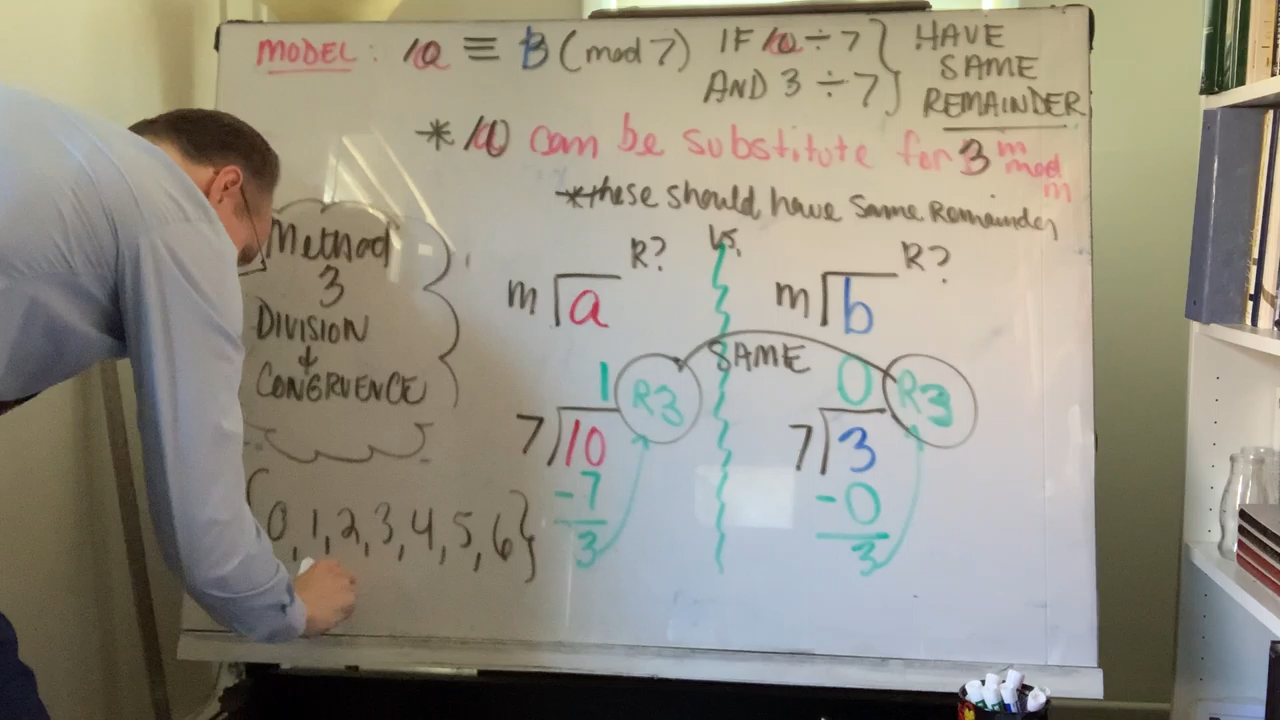 MODEL: 10 ≡ 3 (mod 7) IF 10 ÷ 7
AND 3 ÷ 7
} HAVE
SAME
REMAINDER
* 10 can be substitute for 3 m
mod
m
* these should have same Remainder
Method
3
DIVISION
↓
CONGRUENCE
{0, 1, 2, 3, 4, 5, 6}
R?
m a
1 R3
7 10
-7
3
VS.
SAME
R?
m b
0 R3
7 3
-0
3